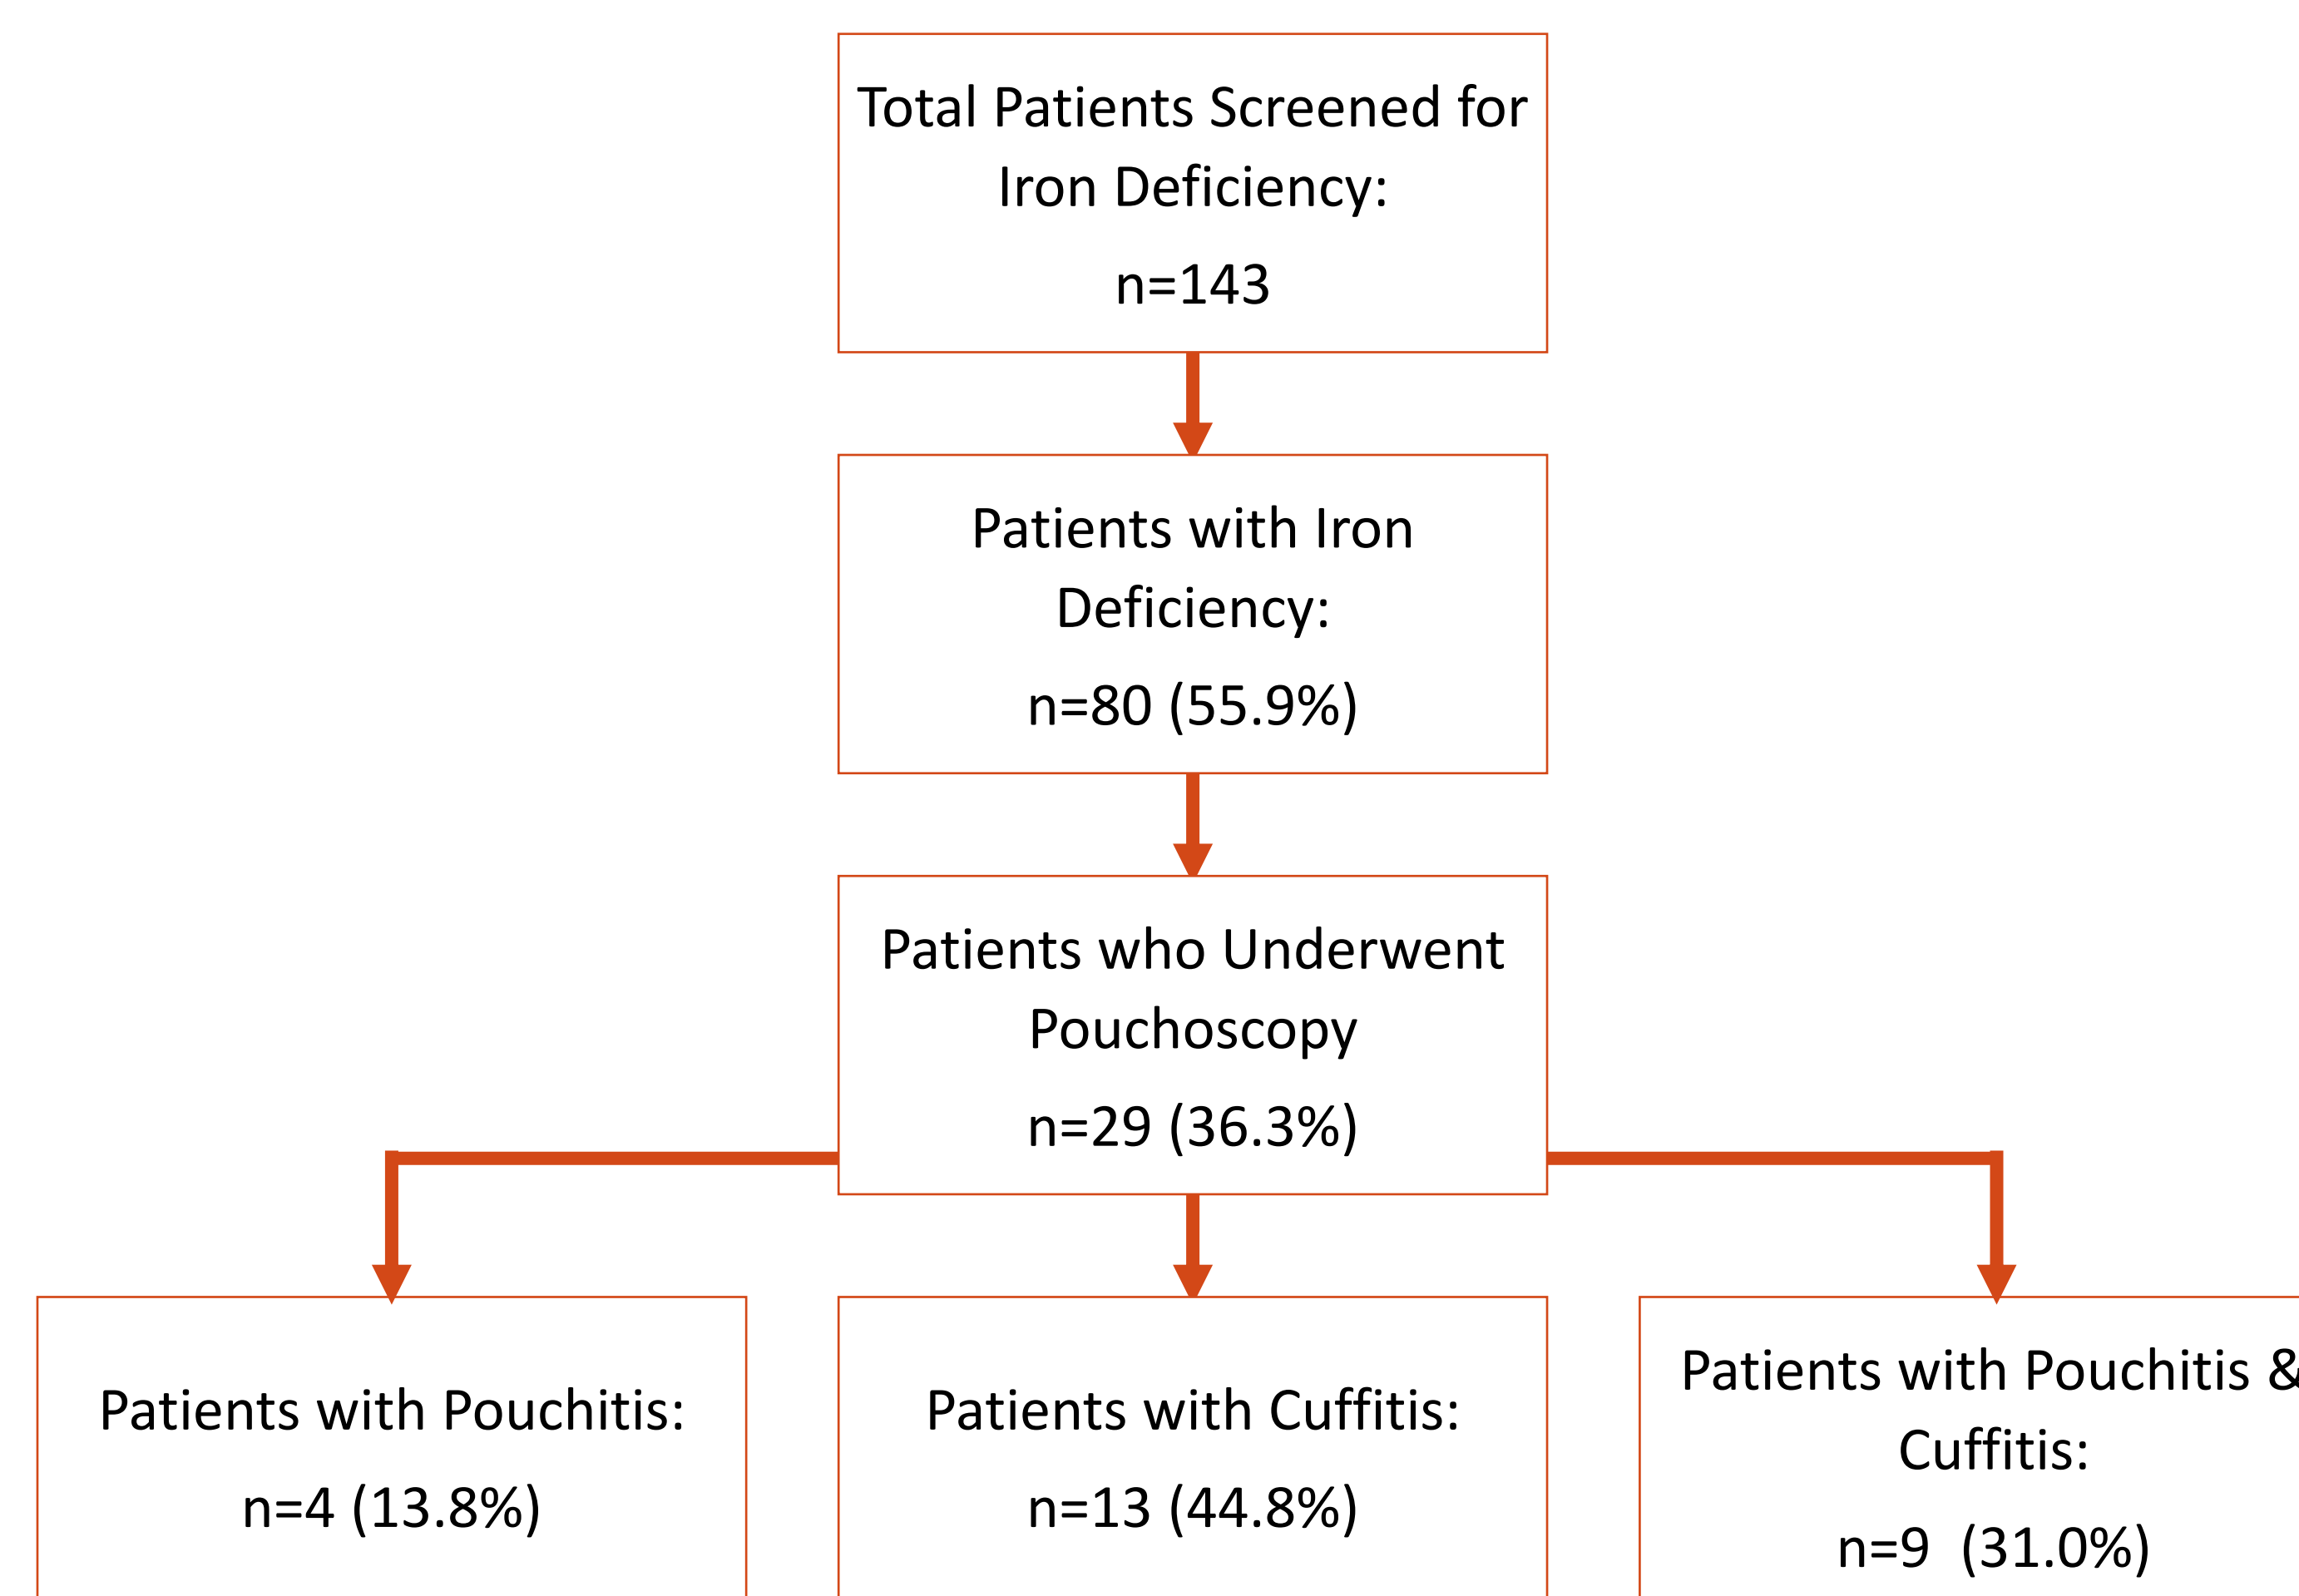 Total Patients Screened for
Iron Deficiency:
n=143
Patients with Iron
Deficiency:
n=80 (55.9%)
Patients who Underwent
Pouchoscopy
n=29 (36.3%)
Patients with Pouchitis:
n=4 (13.8%)
Patients with Cuffitis:
n=13 (44.8%)
Patients with Pouchitis &
Cuffitis:
n=9 (31.0%)